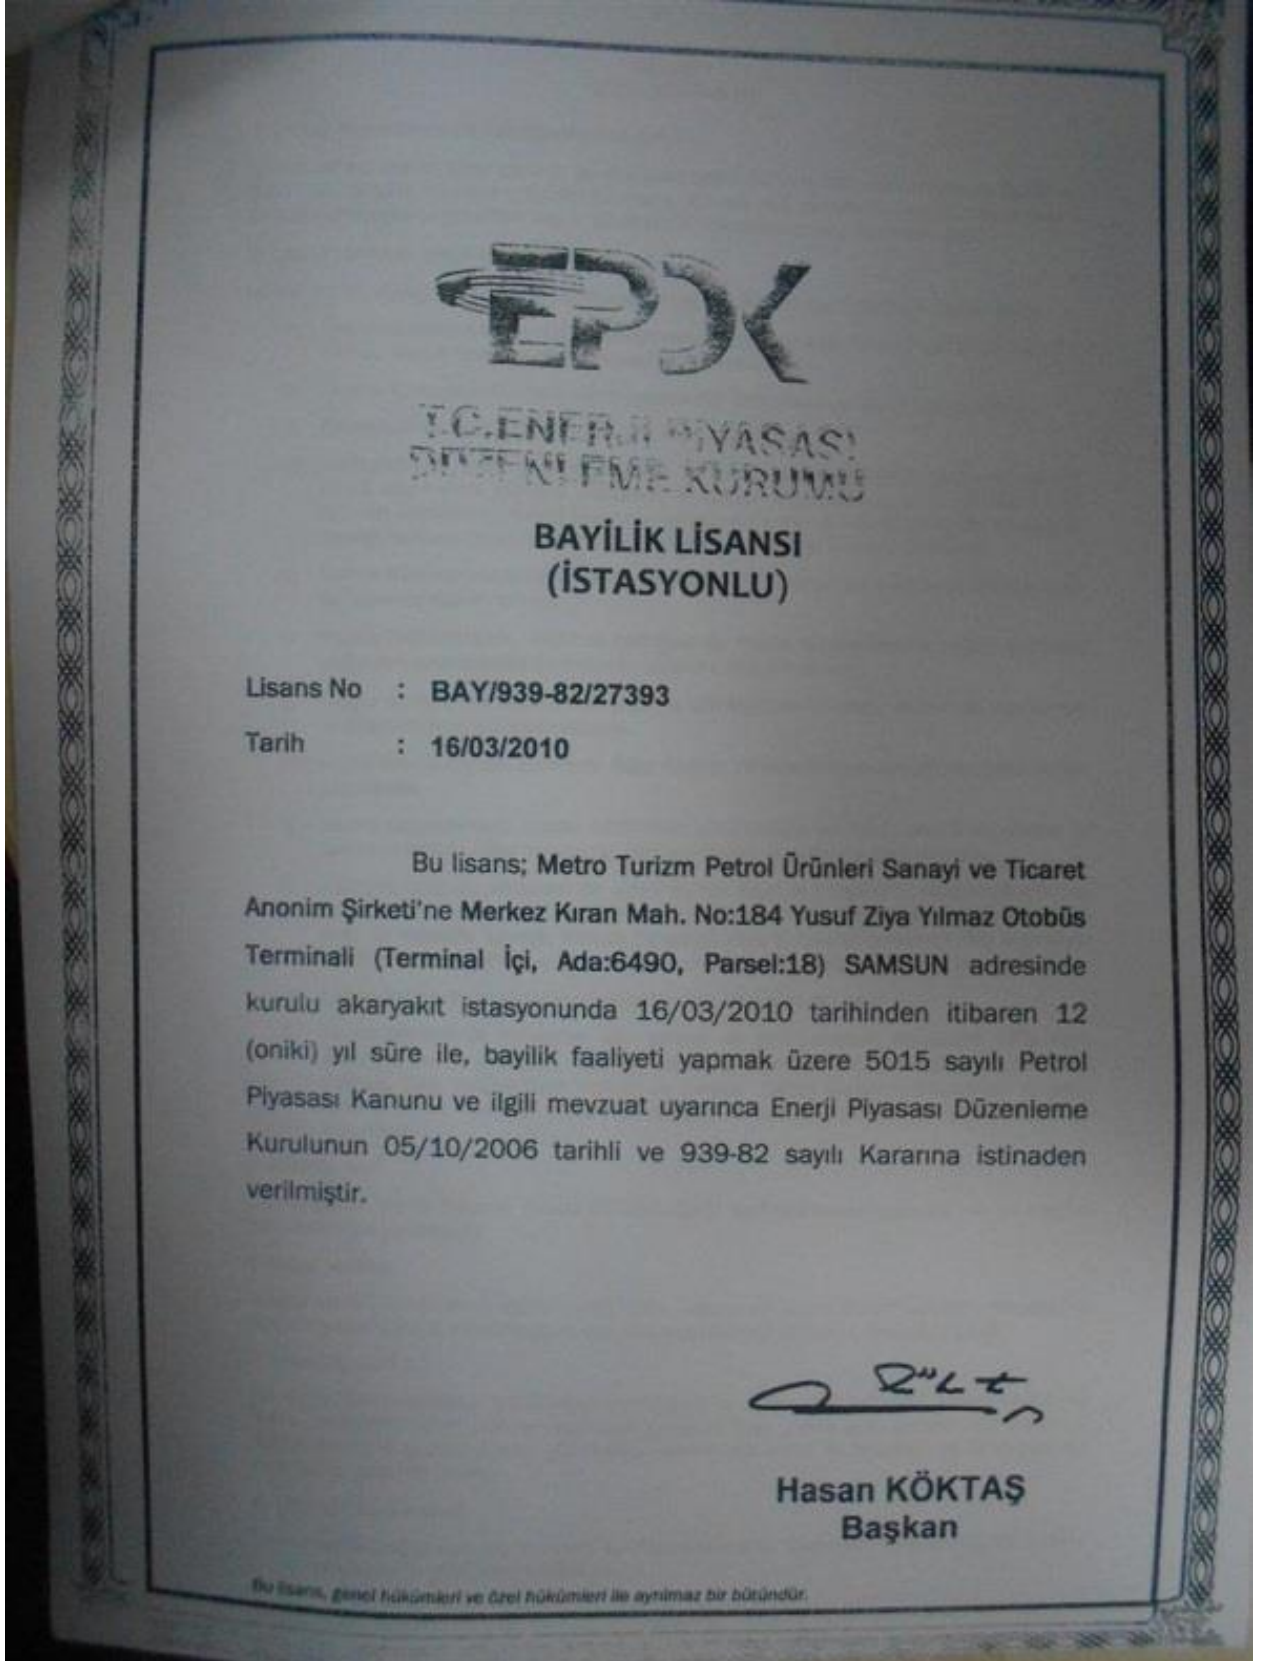 EPDK
T.C.ENERJİ PİYASASI
DÜZENLEME KURUMU
BAYİLİK LİSANSI
(İSTASYONLU)
Lisans No : BAY/939-82/27393
Tarih : 16/03/2010
Bu lisans; Metro Turizm Petrol Ürünleri Sanayi ve Ticaret
Anonim Şirketi'ne Merkez Kıran Mah. No:184 Yusuf Ziya Yılmaz Otobüs
Terminali (Terminal İçi, Ada:6490, Parsel:18) SAMSUN adresinde
kurulu akaryakıt istasyonunda 16/03/2010 tarihinden itibaren 12
(oniki) yıl süre ile, bayilik faaliyeti yapmak üzere 5015 sayılı Petrol
Piyasası Kanunu ve ilgili mevzuat uyarınca Enerji Piyasası Düzenleme
Kurulunun 05/10/2006 tarihli ve 939-82 sayılı Kararına istinaden
verilmiştir.
Hasan KÖKTAŞ
Başkan
Bu lisans, genel hükümleri ve özel hükümleri ile ayrılmaz bir bütündür.